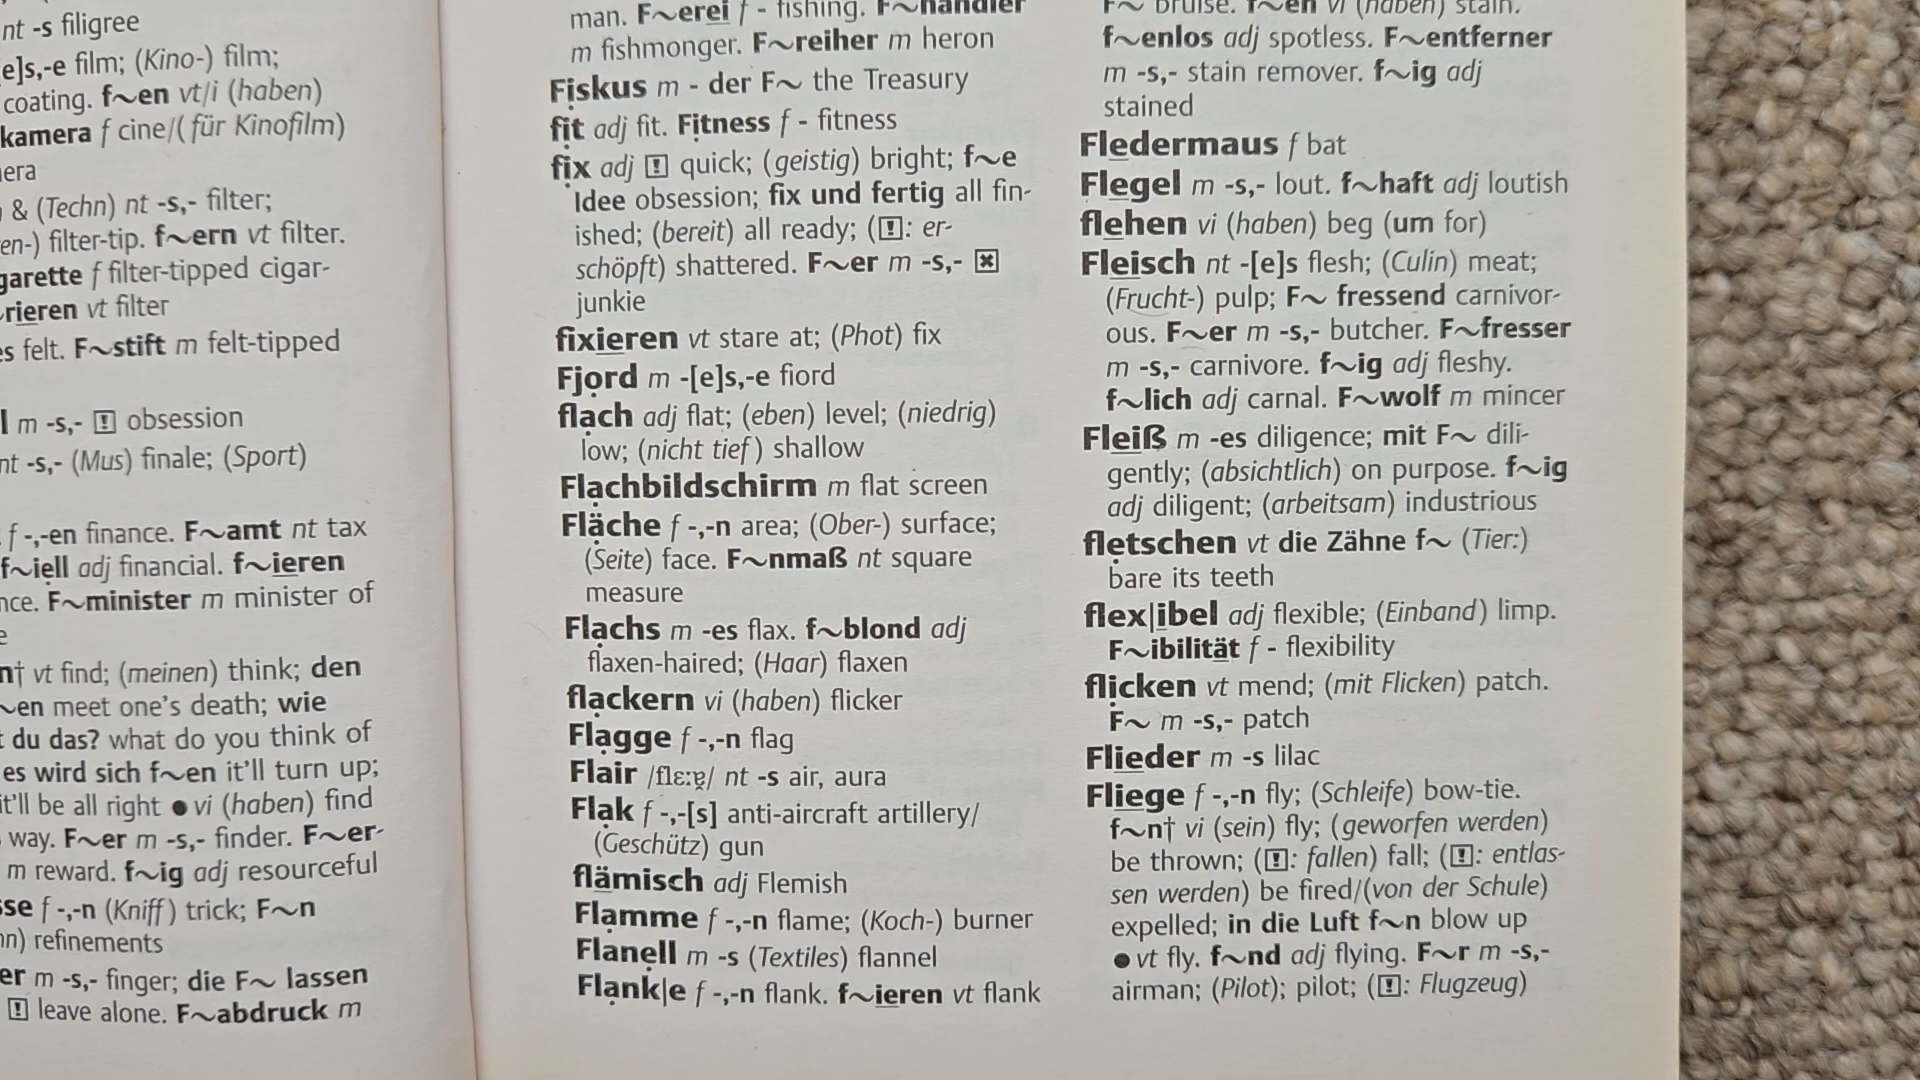 nt -s filigree
e]s,-e film; (Kino-) film;
coating. f~en vt/i (haben)
kamera f cine/( für Kinofilm)
& (Techn) nt -s,- filter;
en-) filter-tip. f~ern vt filter.
garette f filter-tipped cigar-
rieren vt filter
es felt. F~stift m felt-tipped
l m -s,- ! obsession
nt -s,- (Mus) finale; (Sport)
f -,-en finance. F~amt nt tax
f~iell adj financial. f~ieren
nce. F~minister m minister of
e
n† vt find; (meinen) think; den
~en meet one's death; wie
t du das? what do you think of
es wird sich f~en it'll turn up;
it'll be all right ● vi (haben) find
way. F~er m -s,- finder. F~er-
m reward. f~ig adj resourceful
sse f -,-n (Kniff) trick; F~n
refinements
er m -s,- finger; die F~ lassen
! leave alone. F~abdruck m
man. F~erei f - fishing. F~händler
m fishmonger. F~reiher m heron
Fiskus m - der F~ the Treasury
fit adj fit. Fitness f - fitness
fix adj ! quick; (geistig) bright; f~e
Idee obsession; fix und fertig all fin-
ished; (bereit) all ready; (!: er-
schöpft) shattered. F~er m -s,- ☒
junkie
fixieren vt stare at; (Phot) fix
Fjord m -[e]s,-e fiord
flach adj flat; (eben) level; (niedrig)
low; (nicht tief) shallow
Flachbildschirm m flat screen
Fläche f -,-n area; (Ober-) surface;
(Seite) face. F~nmaß nt square
measure
Flachs m -es flax. f~blond adj
flaxen-haired; (Haar) flaxen
flackern vi (haben) flicker
Flagge f -,-n flag
Flair /flɛːɐ̯/ nt -s air, aura
Flak f -,-[s] anti-aircraft artillery/
(Geschütz) gun
flämisch adj Flemish
Flamme f -,-n flame; (Koch-) burner
Flanell m -s (Textiles) flannel
Flank|e f -,-n flank. f~ieren vt flank
F~ bruise. f~en vi (haben) stain.
f~enlos adj spotless. F~entferner
m -s,- stain remover. f~ig adj
stained
Fledermaus f bat
Flegel m -s,- lout. f~haft adj loutish
flehen vi (haben) beg (um for)
Fleisch nt -[e]s flesh; (Culin) meat;
(Frucht-) pulp; F~ fressend carnivor-
ous. F~er m -s,- butcher. F~fresser
m -s,- carnivore. f~ig adj fleshy.
f~lich adj carnal. F~wolf m mincer
Fleiß m -es diligence; mit F~ dili-
gently; (absichtlich) on purpose. f~ig
adj diligent; (arbeitsam) industrious
fletschen vt die Zähne f~ (Tier:)
bare its teeth
flex|ibel adj flexible; (Einband) limp.
F~ibilität f - flexibility
flicken vt mend; (mit Flicken) patch.
F~ m -s,- patch
Flieder m -s lilac
Fliege f -,-n fly; (Schleife) bow-tie.
f~n† vi (sein) fly; (geworfen werden)
be thrown; (!: fallen) fall; (!: entlas-
sen werden) be fired/(von der Schule)
expelled; in die Luft f~n blow up
● vt fly. f~nd adj flying. F~r m -s,-
airman; (Pilot); pilot; (!: Flugzeug)